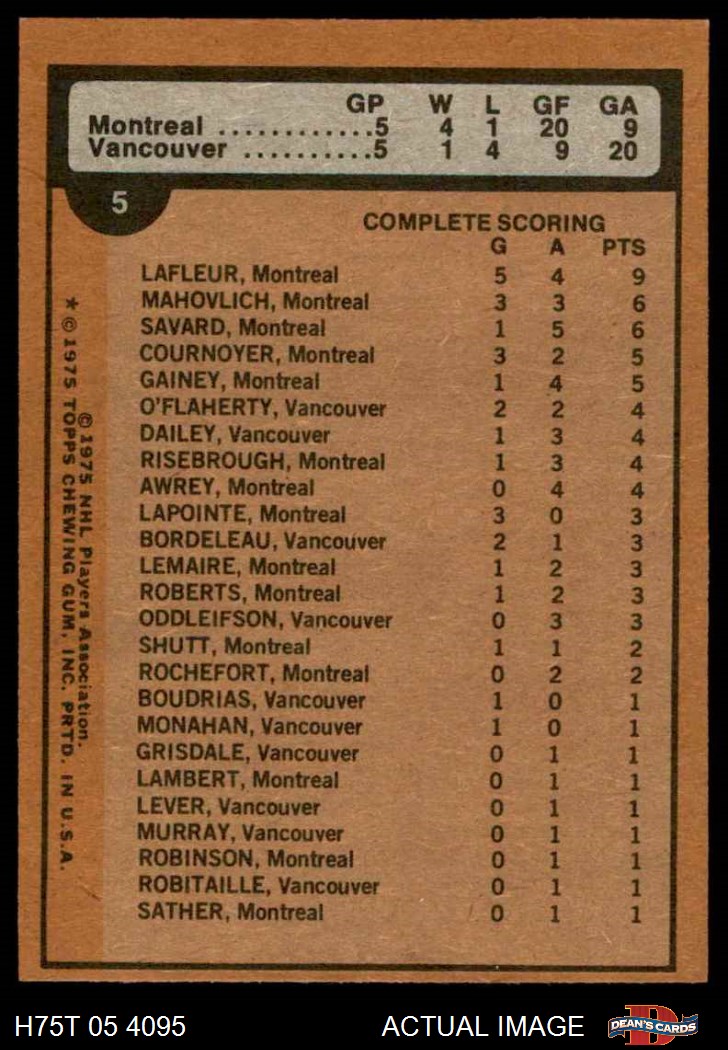 GP W L GF GA
Montreal ............5 4 1 20 9
Vancouver ..........5 1 4 9 20
5
COMPLETE SCORING
G A PTS
LAFLEUR, Montreal 5 4 9
MAHOVLICH, Montreal 3 3 6
SAVARD, Montreal 1 5 6
COURNOYER, Montreal 3 2 5
GAINEY, Montreal 1 4 5
O'FLAHERTY, Vancouver 2 2 4
DAILEY, Vancouver 1 3 4
RISEBROUGH, Montreal 1 3 4
AWREY, Montreal 0 4 4
LAPOINTE, Montreal 3 0 3
BORDELEAU, Vancouver 2 1 3
LEMAIRE, Montreal 1 2 3
ROBERTS, Montreal 1 2 3
ODDLEIFSON, Vancouver 0 3 3
SHUTT, Montreal 1 1 2
ROCHEFORT, Montreal 0 2 2
BOUDRIAS, Vancouver 1 0 1
MONAHAN, Vancouver 1 0 1
GRISDALE, Vancouver 0 1 1
LAMBERT, Montreal 0 1 1
LEVER, Vancouver 0 1 1
MURRAY, Vancouver 0 1 1
ROBINSON, Montreal 0 1 1
ROBITAILLE, Vancouver 0 1 1
SATHER, Montreal 0 1 1
©1975 NHL Players Association.
* ©1975 TOPPS CHEWING GUM, INC. PRTD. IN U.S.A.
H75T 05 4095 ACTUAL IMAGE
D
DEAN'S CARDS